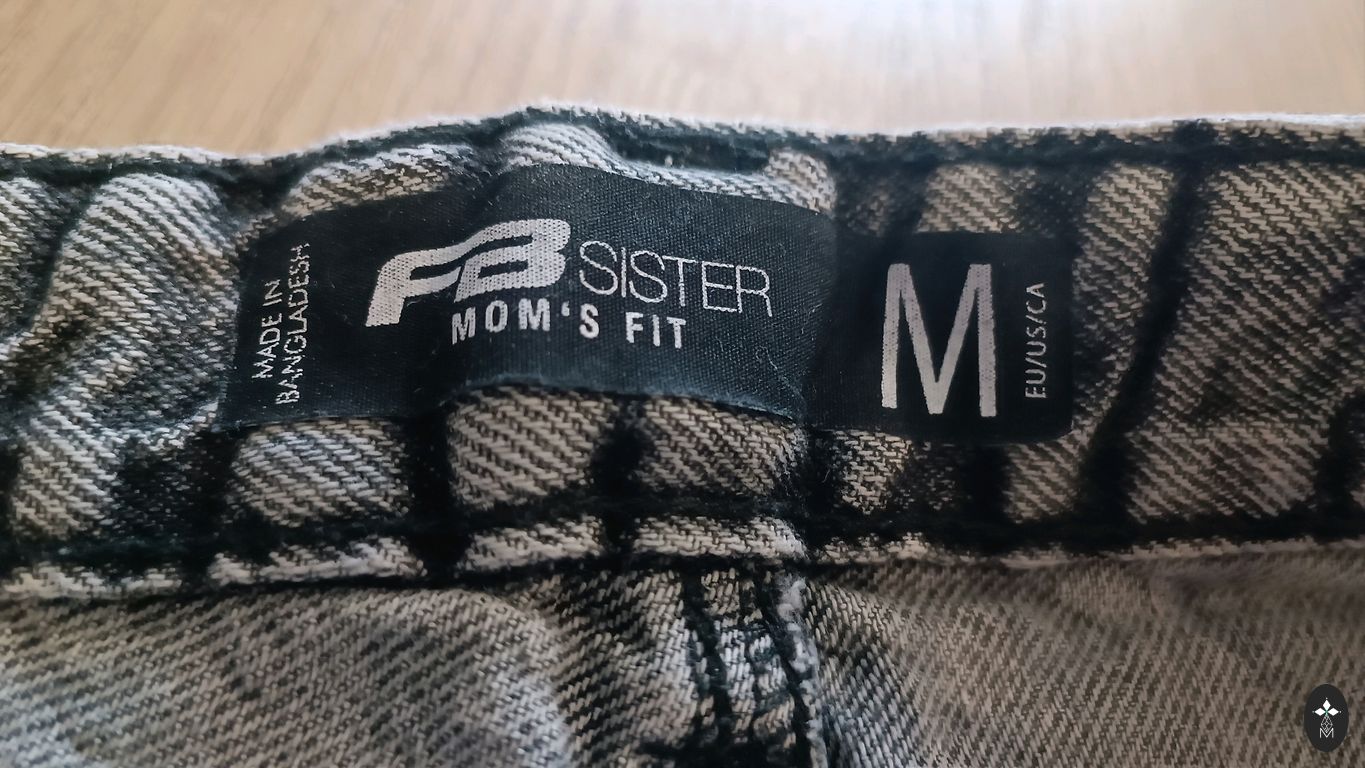 MADE IN
BANGLADESH
FB SISTER
MOM'S FIT
M
EU/US/CA
M